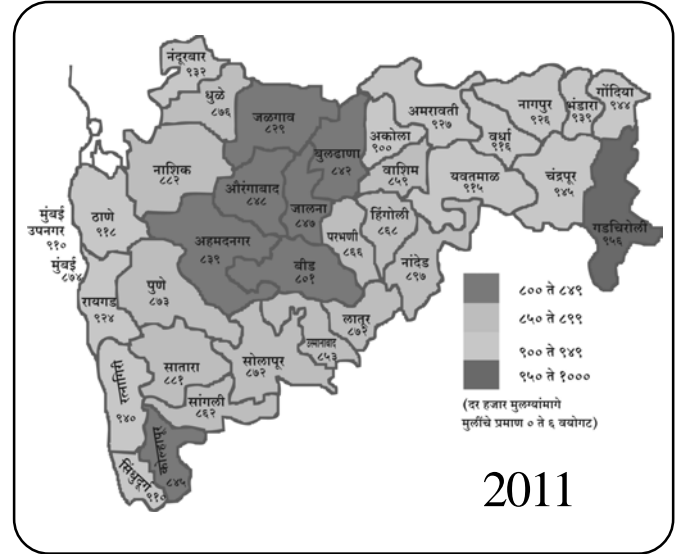 नंदूरबार
९३२
धुळे
८७६
जळगाव
८२९
बुलढाणा
८४२
अकोला
९००
अमरावती
९२७
वर्धा
९१६
नागपुर
९२६
भंडारा
९३९
गोंदिया
९४४
नाशिक
८८२
औरंगाबाद
८४८
जालना
८४७
वाशिम
८५९
यवतमाळ
९१५
चंद्रपूर
९४५
गडचिरोली
९५६
मुंबई
उपनगर
९१०
ठाणे
९१८
अहमदनगर
८३९
परभणी
८६६
हिंगोली
८६८
मुंबई
८७४
पुणे
८७३
बीड
८०१
नांदेड
८९७
रायगड
९२४
लातूर
८७२
उस्मानाबाद
८५३
सातारा
८८१
सोलापूर
८७२
सांगली
८६२
रत्नागिरी
९४०
कोल्हापूर
८४५
सिंधुदूर्ग
९१०
८०० ते ८४९
८५० ते ८९९
९०० ते ९४९
९५० ते १०००
(दर हजार मुलग्यांमागे
मुलींचे प्रमाण ० ते ६ वयोगट)
2011